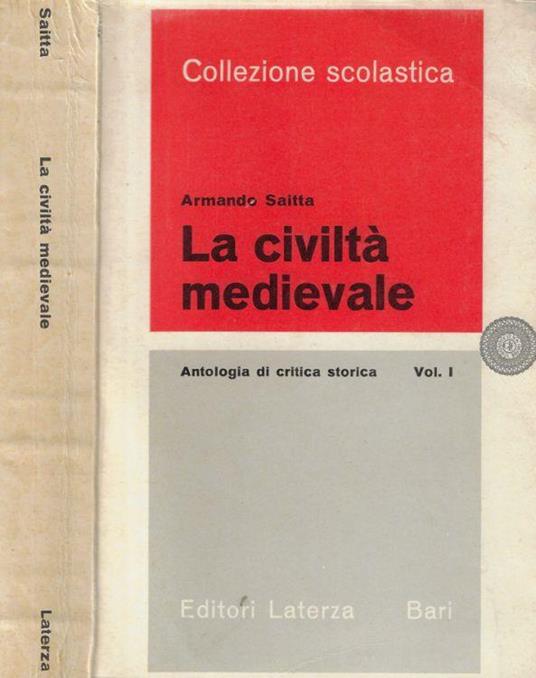 Saitta
La civiltà medievale
Laterza
Collezione scolastica
Armando Saitta
La civiltà
medievale
Antologia di critica storica Vol. I
Editori Laterza Bari